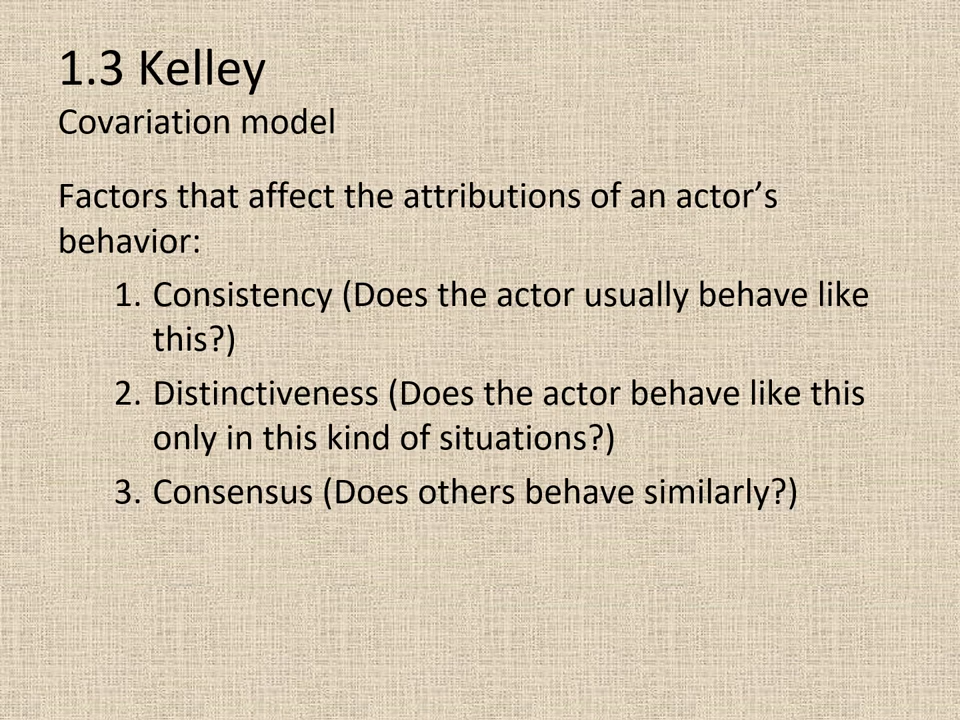 1.3 Kelley
Covariation model
Factors that affect the attributions of an actor’s
behavior:
1. Consistency (Does the actor usually behave like
this?)
2. Distinctiveness (Does the actor behave like this
only in this kind of situations?)
3. Consensus (Does others behave similarly?)